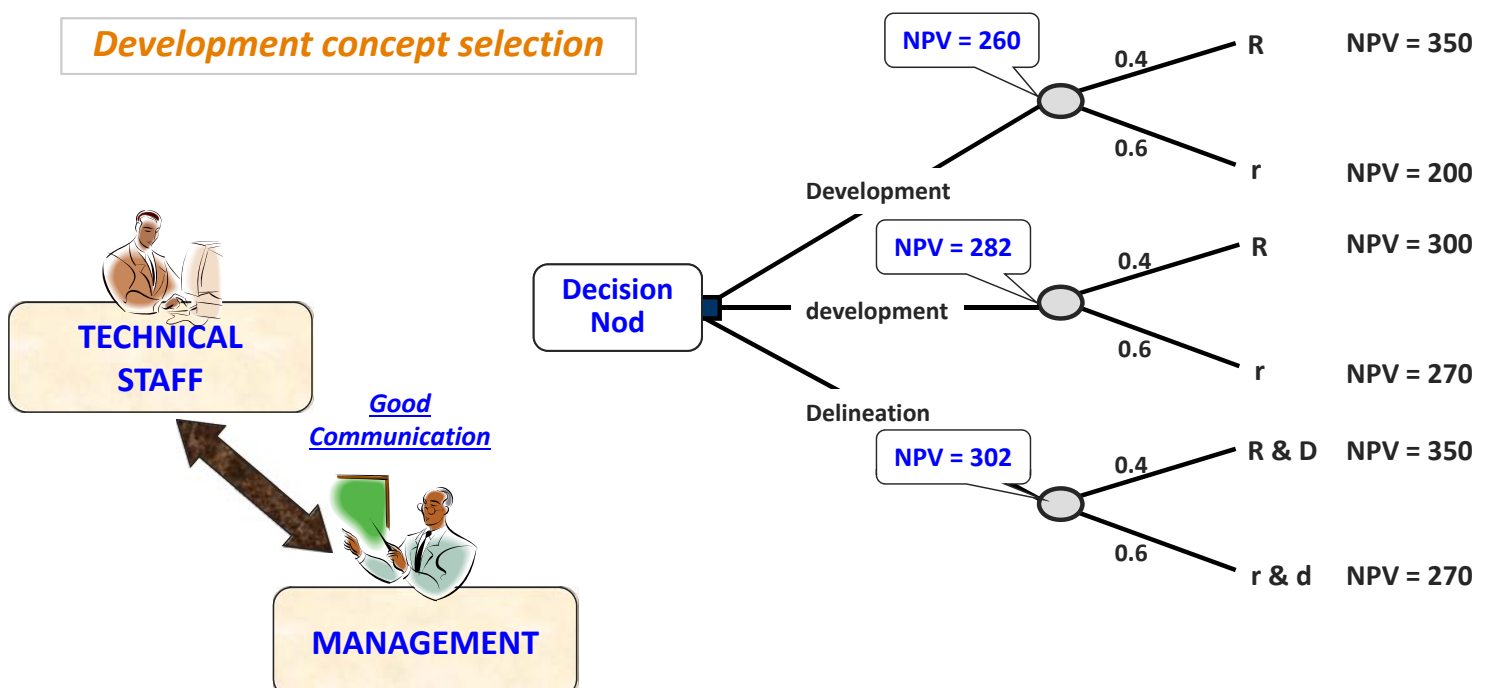 Development concept selection
NPV = 260
0.4
R NPV = 350
0.6
r NPV = 200
Development
NPV = 282
0.4
R NPV = 300
Decision
Nod
development
0.6
r NPV = 270
Delineation
NPV = 302
0.4
R & D NPV = 350
0.6
r & d NPV = 270
TECHNICAL
STAFF
Good
Communication
MANAGEMENT